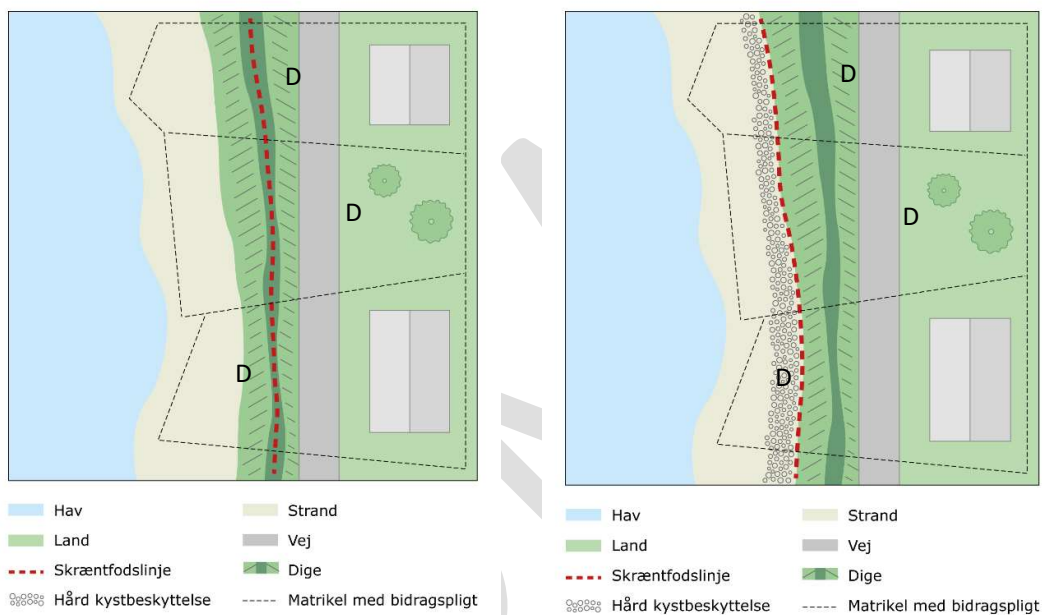 D
D
D
Hav
Strand
Land
Vej
Skræntfodslinje
Dige
Hård kystbeskyttelse
Matrikel med bidragspligt
D
D
D
Hav
Strand
Land
Vej
Skræntfodslinje
Dige
Hård kystbeskyttelse
Matrikel med bidragspligt